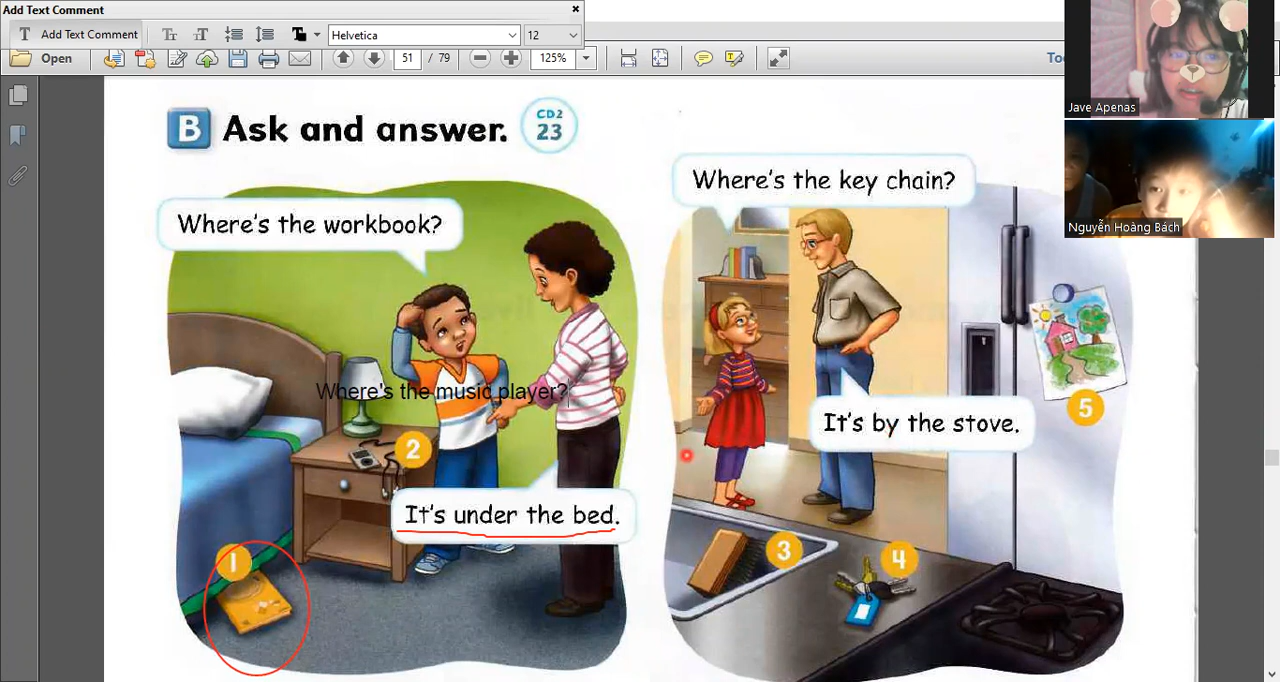 Add Text Comment
Add Text Comment
Helvetica
12
Open
51 / 79
125%
Jave Apenas
Nguyễn Hoàng Bách
B Ask and answer. CD2 23
Where's the workbook?
Where's the music player?
2
It's under the bed.
1
Where's the key chain?
It's by the stove.
5
3
4